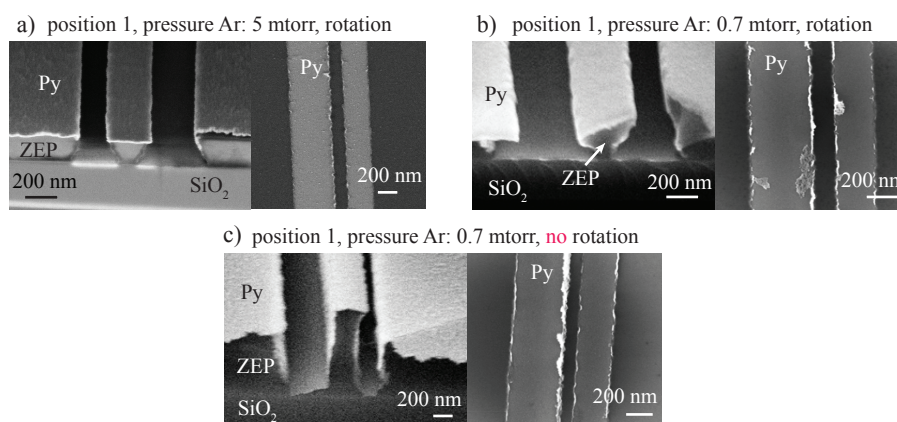 a) position 1, pressure Ar: 5 mtorr, rotation
Py
ZEP
200 nm
SiO₂
Py
200 nm
b) position 1, pressure Ar: 0.7 mtorr, rotation
Py
ZEP
SiO₂
200 nm
Py
200 nm
c) position 1, pressure Ar: 0.7 mtorr, no rotation
Py
ZEP
SiO₂
200 nm
Py
200 nm